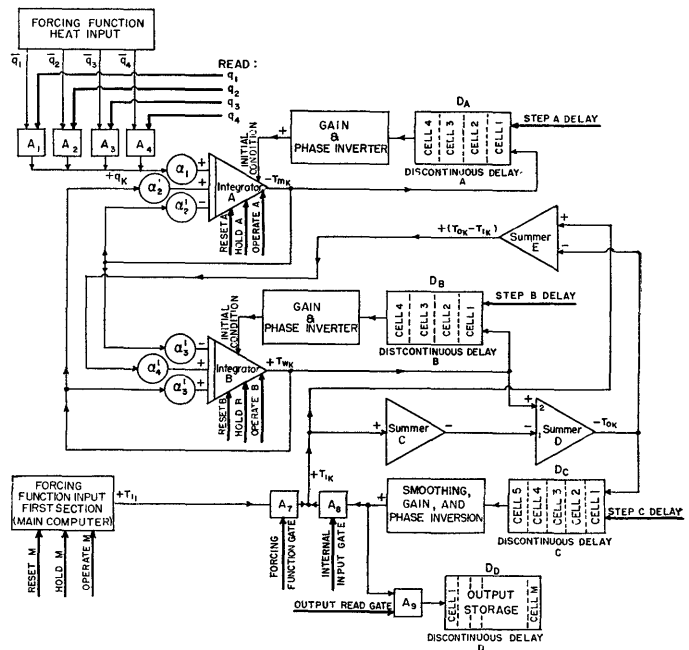 FORCING FUNCTION
HEAT INPUT
q̄1 q̄2 q̄3 q̄4
READ :
q1
q2
q3
q4
A1 A2 A3 A4
+qK
α1
α'2
α'2
+
+
−
Integrator
A
INITIAL
CONDITION
−TmK
RESET A
HOLD A
OPERATE A
+
GAIN
&
PHASE INVERTER
DA
CELL 4
CELL 3
CELL 2
CELL 1
STEP A DELAY
DISCONTINUOUS DELAY-
A
+(TOK−TIK)
Summer
E
+
−
α'3
α'4
α'3
−
+
+
Integrator
B
INITIAL
CONDITION
+TWK
RESET B
HOLD B
OPERATE B
+
GAIN
&
PHASE INVERTER
DB
CELL 4
CELL 3
CELL 2
CELL 1
STEP B DELAY
DISTCONTINUOUS DELAY
B
+
Summer
C
−
+
2
−
1
Summer
D
−TOK
FORCING
FUNCTION INPUT
FIRST SECTION
(MAIN COMPUTER)
+TI1
RESET M
HOLD M
OPERATE M
+TIK
A7
A8
FORCING
FUNCTION GATE
INTERNAL
INPUT GATE
+
SMOOTHING,
GAIN, AND
PHASE INVERSION
DC
CELL 5
CELL 4
CELL 3
CELL 2
CELL 1
STEP C DELAY
DISCONTINUOUS DELAY
C
OUTPUT READ GATE
A9
DD
CELL 1
OUTPUT
STORAGE
CELL M
DISCONTINUOUS DELAY
D